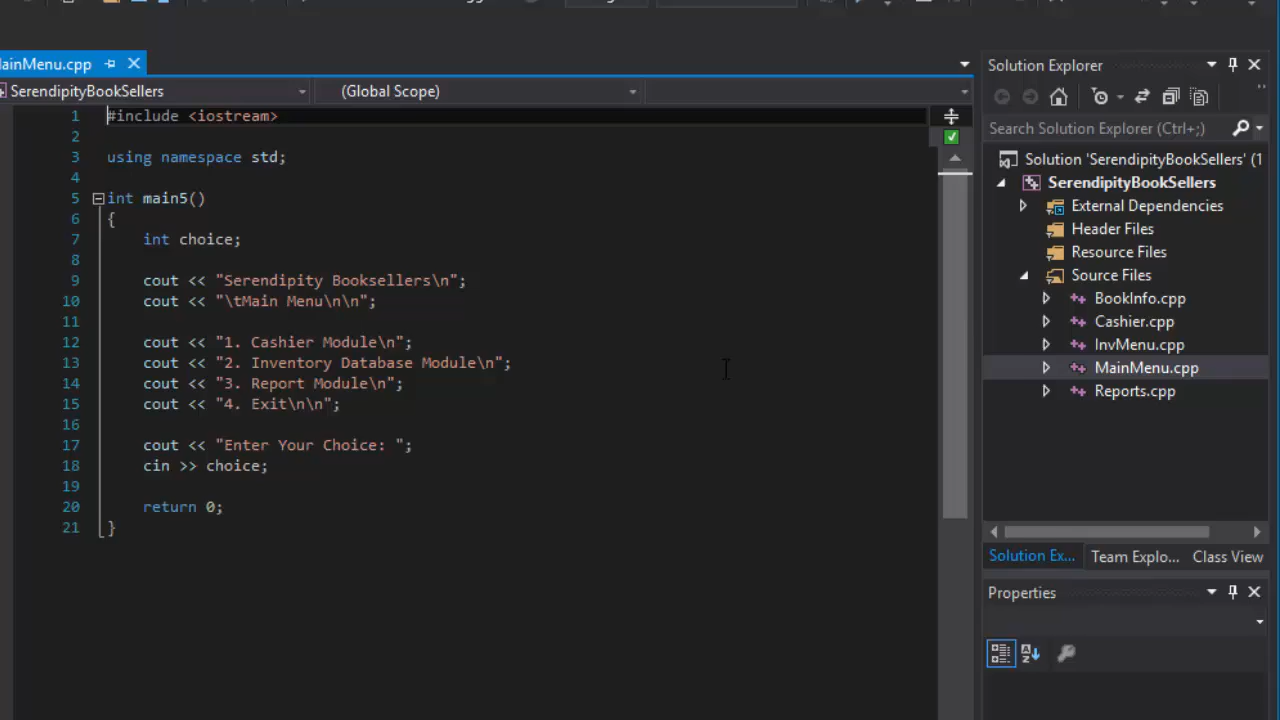 ainMenu.cpp
SerendipityBookSellers
(Global Scope)
1 #include <iostream>
2
3 using namespace std;
4
5 int main5()
6 {
7 int choice;
8
9 cout << "Serendipity Booksellers\n";
10 cout << "\tMain Menu\n\n";
11
12 cout << "1. Cashier Module\n";
13 cout << "2. Inventory Database Module\n";
14 cout << "3. Report Module\n";
15 cout << "4. Exit\n\n";
16
17 cout << "Enter Your Choice: ";
18 cin >> choice;
19
20 return 0;
21 }
Solution Explorer
Search Solution Explorer (Ctrl+;)
Solution 'SerendipityBookSellers' (1
SerendipityBookSellers
External Dependencies
Header Files
Resource Files
Source Files
BookInfo.cpp
Cashier.cpp
InvMenu.cpp
MainMenu.cpp
Reports.cpp
Solution Ex... Team Explo... Class View
Properties